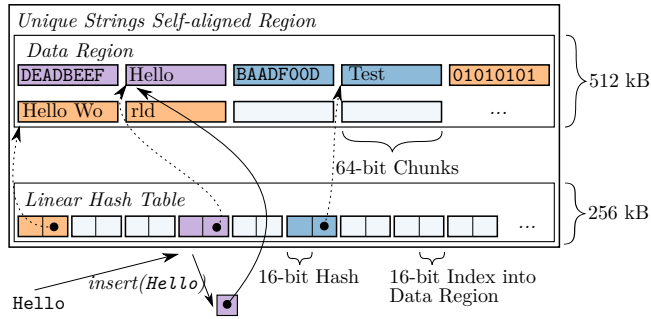 Unique Strings Self-aligned Region
Data Region
DEADBEEF Hello BAADFOOD Test 01010101
Hello Wo rld ...
512 kB
64-bit Chunks
Linear Hash Table
...
256 kB
insert(Hello)
16-bit Hash
16-bit Index into
Data Region
Hello